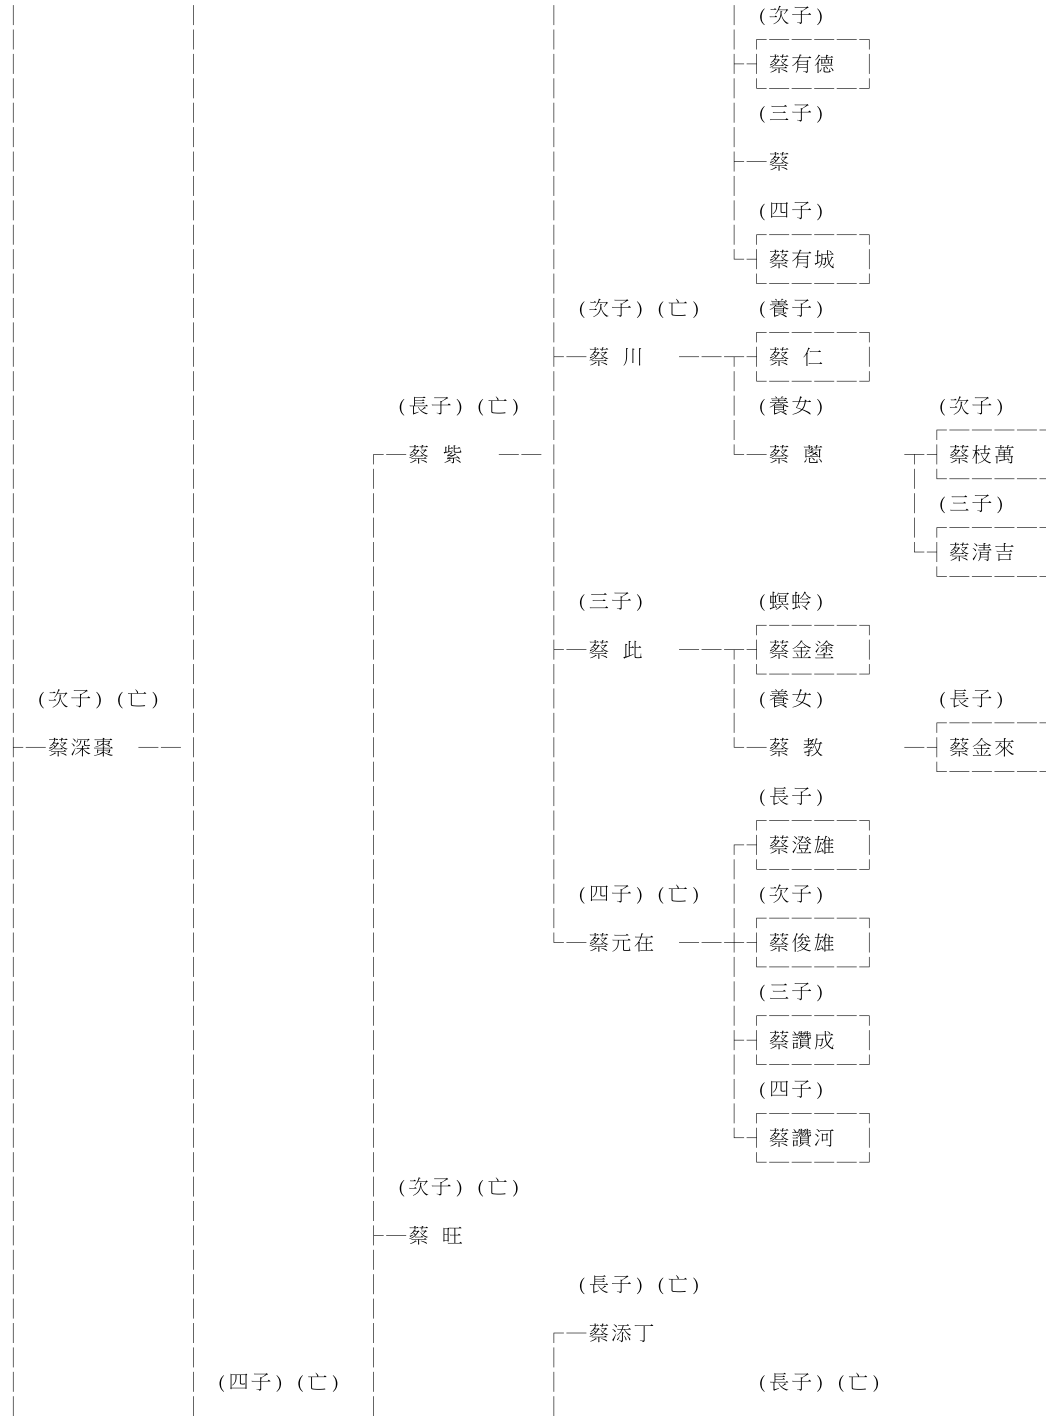 (次子)
蔡有德
(三子)
蔡
(四子)
蔡有城
(次子)(亡) (養子)
蔡 川 蔡 仁
(長子)(亡) (養女) (次子)
蔡 紫 蔡 蔥 蔡枝萬
(三子)
蔡清吉
(三子) (螟蛉)
蔡 此 蔡金塗
(次子)(亡) (養女) (長子)
蔡深棗 蔡 教 蔡金來
(長子)
蔡澄雄
(四子)(亡) (次子)
蔡元在 蔡俊雄
(三子)
蔡讚成
(四子)
蔡讚河
(次子)(亡)
蔡 旺
(長子)(亡)
蔡添丁
(四子)(亡) (長子)(亡)